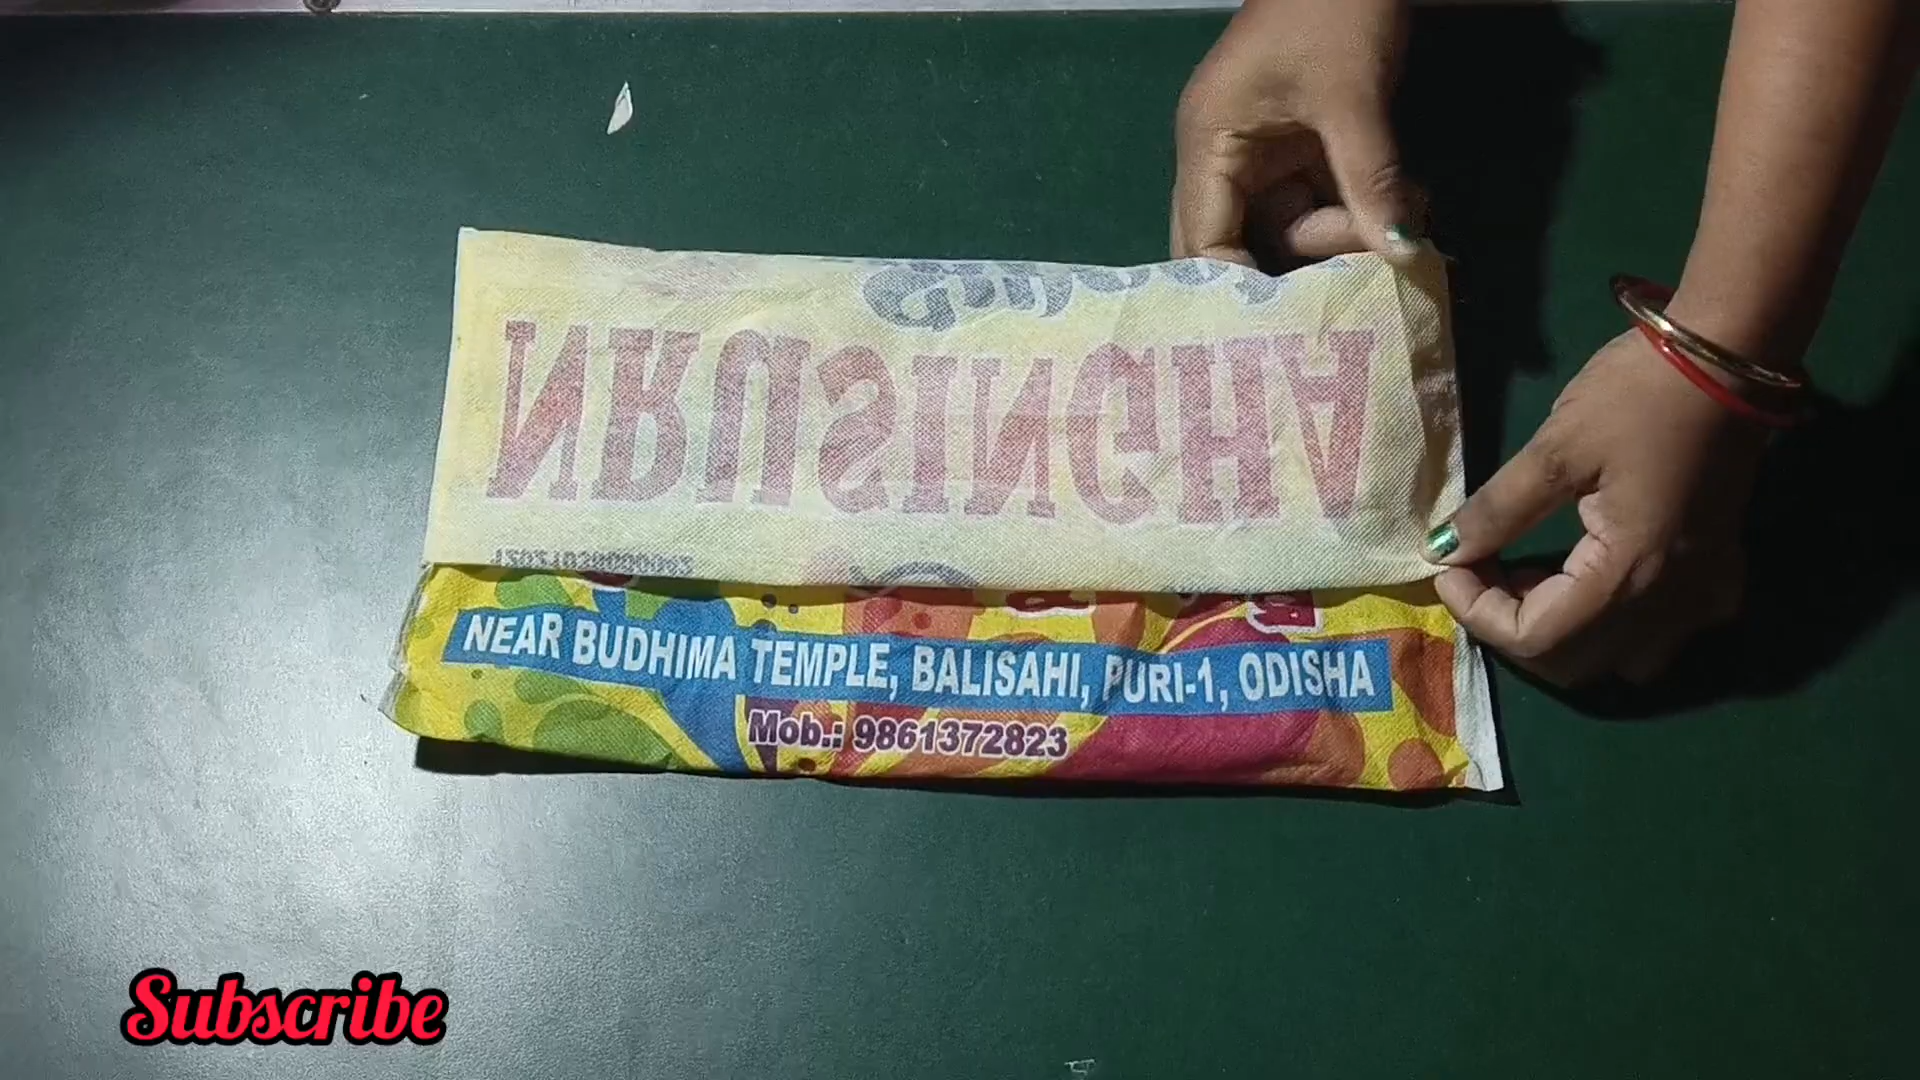 NRUSINGHA
NEAR BUDHIMA TEMPLE, BALISAHI, PURI-1, ODISHA
Mob.: 9861372823
Subscribe